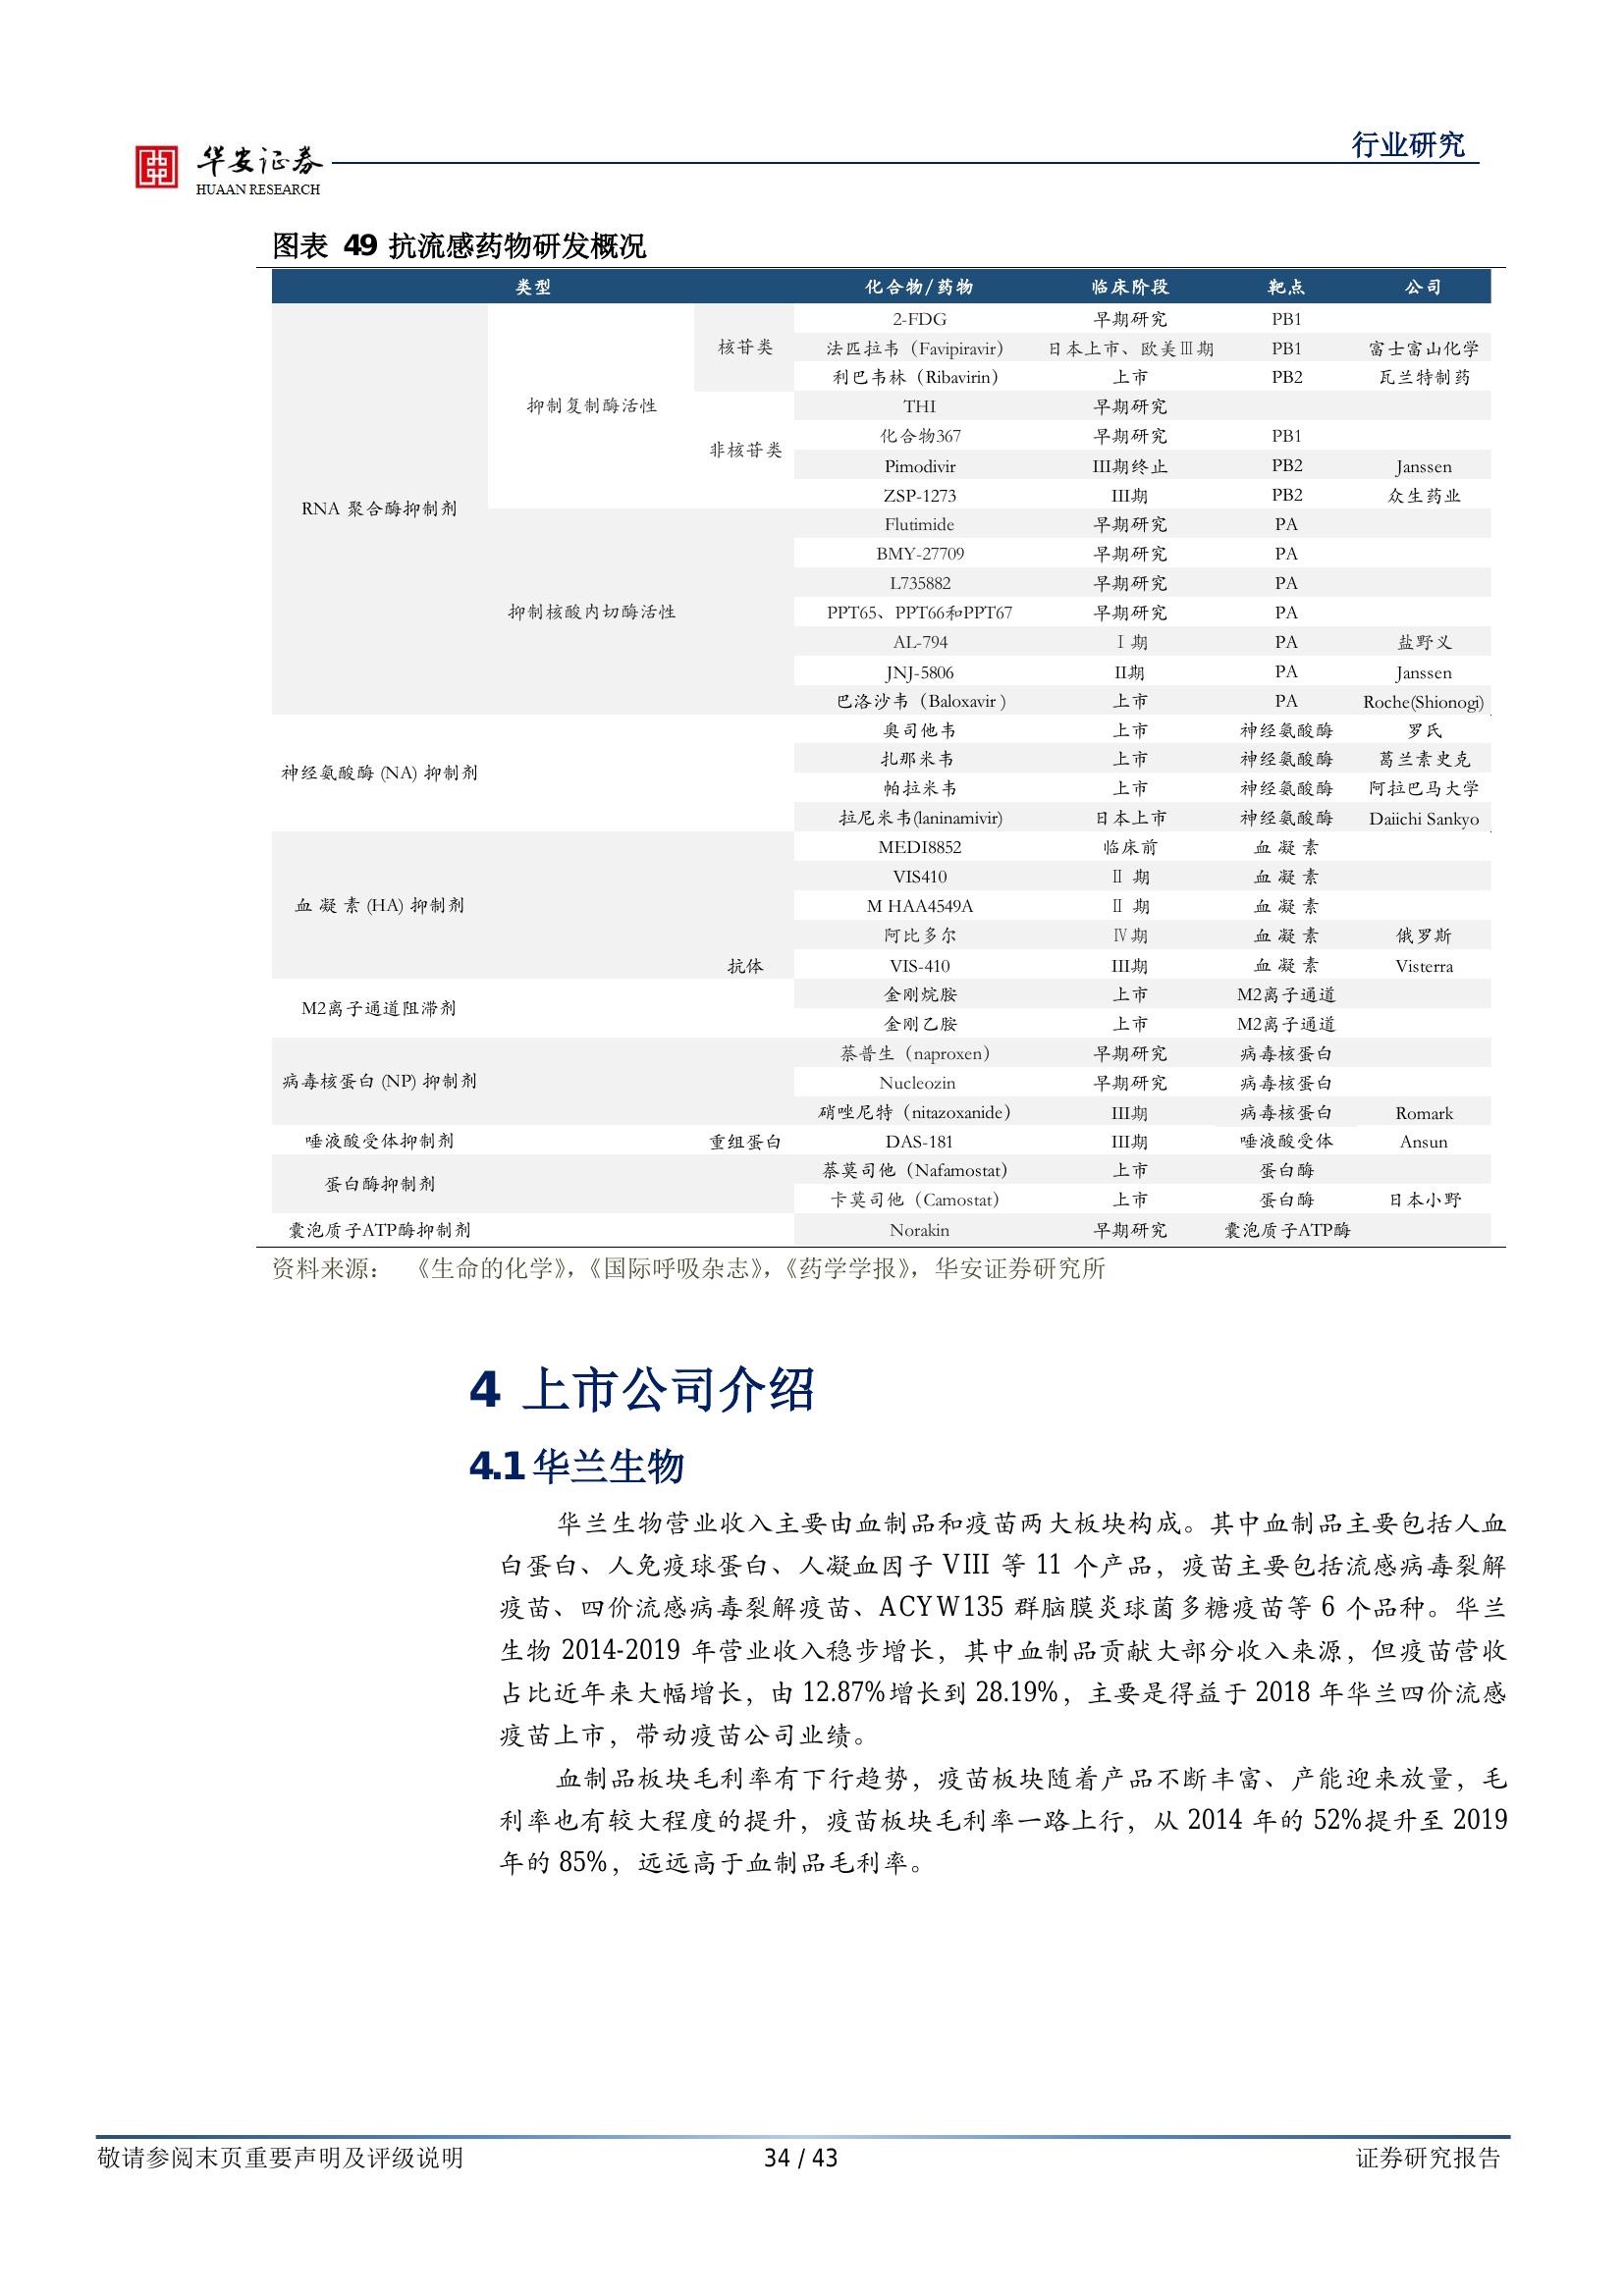 华安证券
HUAAN RESEARCH
行业研究
图表 49 抗流感药物研发概况
类型 化合物/药物 临床阶段 靶点 公司
RNA 聚合酶抑制剂 抑制复制酶活性 核苷类 2-FDG 早期研究 PB1
法匹拉韦（Favipiravir） 日本上市、欧美Ⅲ期 PB1 富士富山化学
利巴韦林（Ribavirin） 上市 PB2 瓦兰特制药
非核苷类 THI 早期研究
化合物367 早期研究 PB1
Pimodivir III期终止 PB2 Janssen
ZSP-1273 III期 PB2 众生药业
抑制核酸内切酶活性 Flutimide 早期研究 PA
BMY-27709 早期研究 PA
L735882 早期研究 PA
PPT65、PPT66和PPT67 早期研究 PA
AL-794 Ⅰ期 PA 盐野义
JNJ-5806 II期 PA Janssen
巴洛沙韦（Baloxavir ） 上市 PA Roche(Shionogi)
神经氨酸酶 (NA) 抑制剂 奥司他韦 上市 神经氨酸酶 罗氏
扎那米韦 上市 神经氨酸酶 葛兰素史克
帕拉米韦 上市 神经氨酸酶 阿拉巴马大学
拉尼米韦(laninamivir) 日本上市 神经氨酸酶 Daiichi Sankyo
血 凝 素 (HA) 抑制剂 MEDI8852 临床前 血 凝 素
VIS410 Ⅱ 期 血 凝 素
M HAA4549A Ⅱ 期 血 凝 素
阿比多尔 Ⅳ期 血 凝 素 俄罗斯
抗体 VIS-410 III期 血 凝 素 Visterra
M2离子通道阻滞剂 金刚烷胺 上市 M2离子通道
金刚乙胺 上市 M2离子通道
病毒核蛋白 (NP) 抑制剂 萘普生（naproxen） 早期研究 病毒核蛋白
Nucleozin 早期研究 病毒核蛋白
硝唑尼特（nitazoxanide） III期 病毒核蛋白 Romark
唾液酸受体抑制剂 重组蛋白 DAS-181 III期 唾液酸受体 Ansun
蛋白酶抑制剂 萘莫司他（Nafamostat） 上市 蛋白酶
卡莫司他（Camostat） 上市 蛋白酶 日本小野
囊泡质子ATP酶抑制剂 Norakin 早期研究 囊泡质子ATP酶
资料来源： 《生命的化学》，《国际呼吸杂志》，《药学学报》，华安证券研究所
4 上市公司介绍
4.1 华兰生物
华兰生物营业收入主要由血制品和疫苗两大板块构成。其中血制品主要包括人血
白蛋白、人免疫球蛋白、人凝血因子 VIII 等 11 个产品，疫苗主要包括流感病毒裂解
疫苗、四价流感病毒裂解疫苗、ACYW135 群脑膜炎球菌多糖疫苗等 6 个品种。华兰
生物 2014-2019 年营业收入稳步增长，其中血制品贡献大部分收入来源，但疫苗营收
占比近年来大幅增长，由 12.87%增长到 28.19%，主要是得益于 2018 年华兰四价流感
疫苗上市，带动疫苗公司业绩。
血制品板块毛利率有下行趋势，疫苗板块随着产品不断丰富、产能迎来放量，毛
利率也有较大程度的提升，疫苗板块毛利率一路上行，从 2014 年的 52%提升至 2019
年的 85%，远远高于血制品毛利率。
敬请参阅末页重要声明及评级说明 34 / 43 证券研究报告